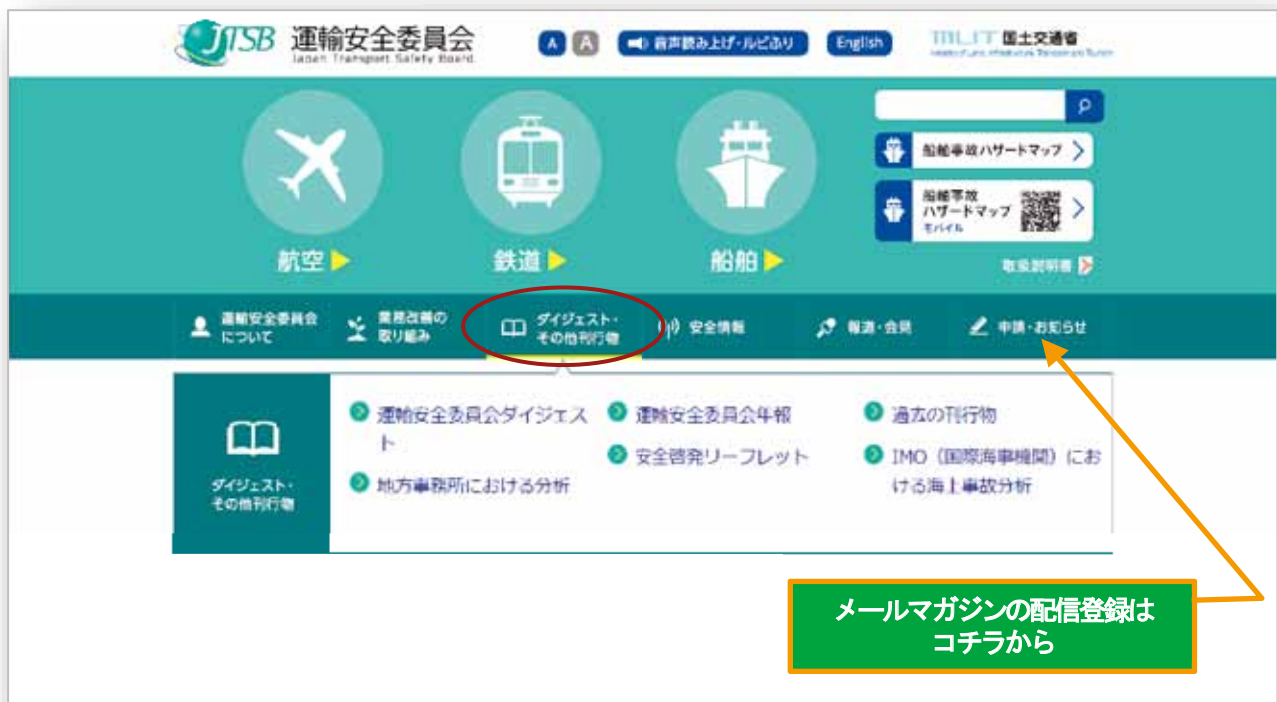 JTSB 運輸安全委員会
Japan Transport Safety Board
A A 音声読み上げ・ルビふり English 国土交通省
航空
鉄道
船舶
船舶事故ハザードマップ
船舶事故
ハザードマップ
モバイル
取扱説明書
運輸安全委員会
について
業務改善の
取り組み
ダイジェスト・
その他刊行物
安全情報
報道・会見
申請・お知らせ
ダイジェスト・
その他刊行物
運輸安全委員会ダイジェス
ト
地方事務所における分析
運輸安全委員会年報
安全啓発リーフレット
過去の刊行物
IMO（国際海事機関）にお
ける海上事故分析
メールマガジンの配信登録は
コチラから